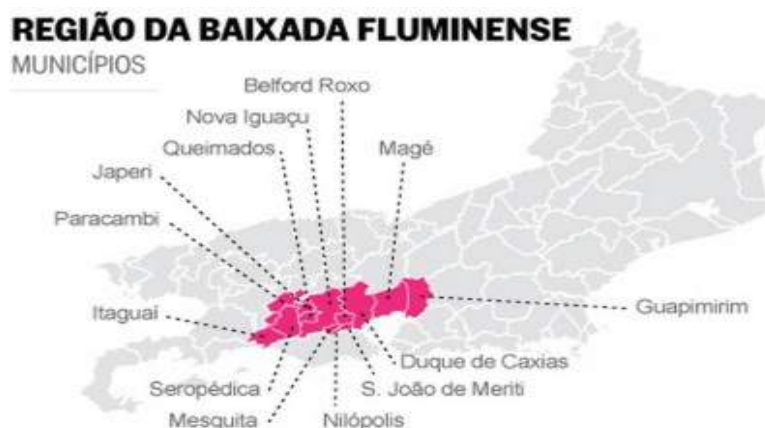 REGIÃO DA BAIXADA FLUMINENSE
MUNICÍPIOS
Belford Roxo
Nova Iguaçu
Queimados
Magé
Japeri
Paracambi
Itaguaí
Guapimirim
Duque de Caxias
Seropédica
S. João de Meriti
Mesquita
Nilópolis